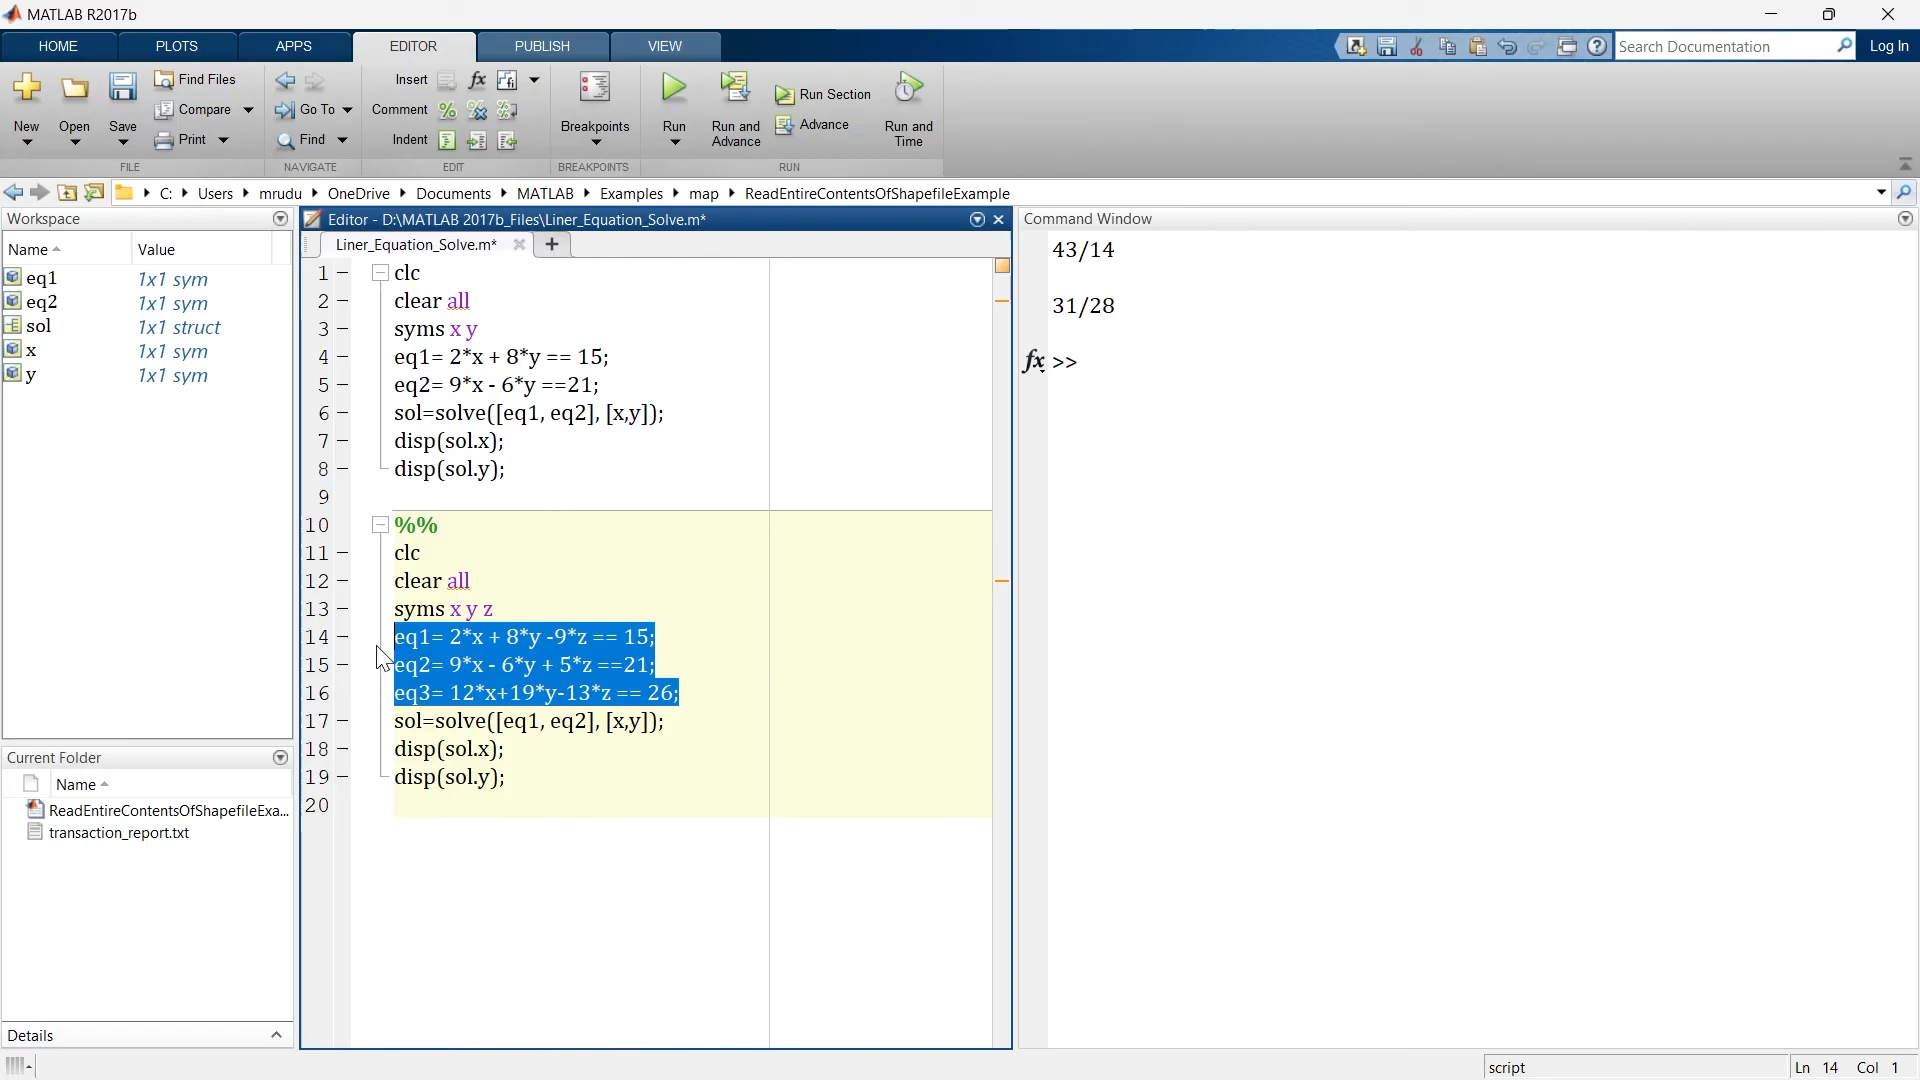 MATLAB R2017b
HOME PLOTS APPS EDITOR PUBLISH VIEW
Search Documentation
Log In
New
Open
Save
Find Files
Compare
Print
FILE
Go To
Find
NAVIGATE
Insert fx
Comment
Indent
EDIT
Breakpoints
BREAKPOINTS
Run
Run and
Advance
Run Section
Advance
Run and
Time
RUN
C: Users mrudu OneDrive Documents MATLAB Examples map ReadEntireContentsOfShapefileExample
Workspace
Name Value
eq1 1x1 sym
eq2 1x1 sym
sol 1x1 struct
x 1x1 sym
y 1x1 sym
Current Folder
Name
ReadEntireContentsOfShapefileExa...
transaction_report.txt
Details
Editor - D:\MATLAB 2017b_Files\Liner_Equation_Solve.m*
Liner_Equation_Solve.m*
1 – clc
2 – clear all
3 – syms x y
4 – eq1= 2*x + 8*y == 15;
5 – eq2= 9*x - 6*y ==21;
6 – sol=solve([eq1, eq2], [x,y]);
7 – disp(sol.x);
8 – disp(sol.y);
9
10 %%
11 – clc
12 – clear all
13 – syms x y z
14 – eq1= 2*x + 8*y -9*z == 15;
15 – eq2= 9*x - 6*y + 5*z ==21;
16 – eq3= 12*x+19*y-13*z == 26;
17 – sol=solve([eq1, eq2], [x,y]);
18 – disp(sol.x);
19 – disp(sol.y);
20
Command Window
43/14
31/28
fx >>
script
Ln 14 Col 1